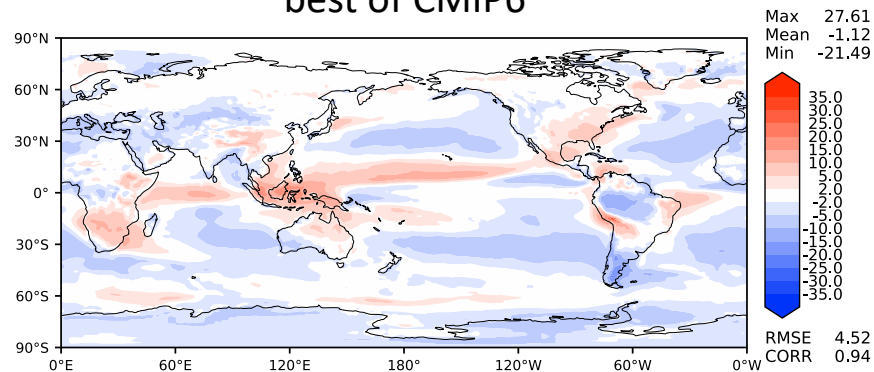 best of CMIP6
Max 27.61
Mean -1.12
Min -21.49
90°N
60°N
30°N
0°
30°S
60°S
90°S
0°E
60°E
120°E
180°
120°W
60°W
0°W
35.0
30.0
25.0
20.0
15.0
10.0
5.0
2.0
-2.0
-5.0
-10.0
-15.0
-20.0
-25.0
-30.0
-35.0
RMSE 4.52
CORR 0.94